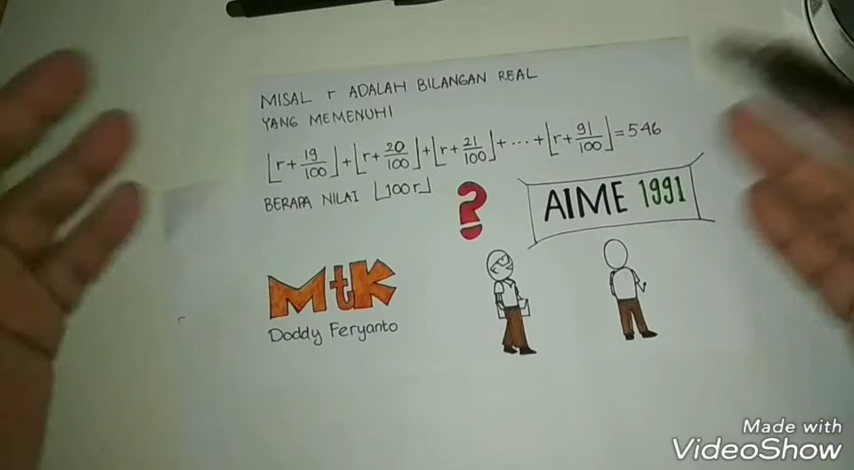 MISAL r ADALAH BILANGAN REAL
YANG MEMENUHI
⌊r + 19/100⌋ + ⌊r + 20/100⌋ + ⌊r + 21/100⌋ + ... + ⌊r + 91/100⌋ = 546
BERAPA NILAI ⌊100r⌋ ?
AIME 1991
MtK
Doddy Feryanto
Made with
VideoShow